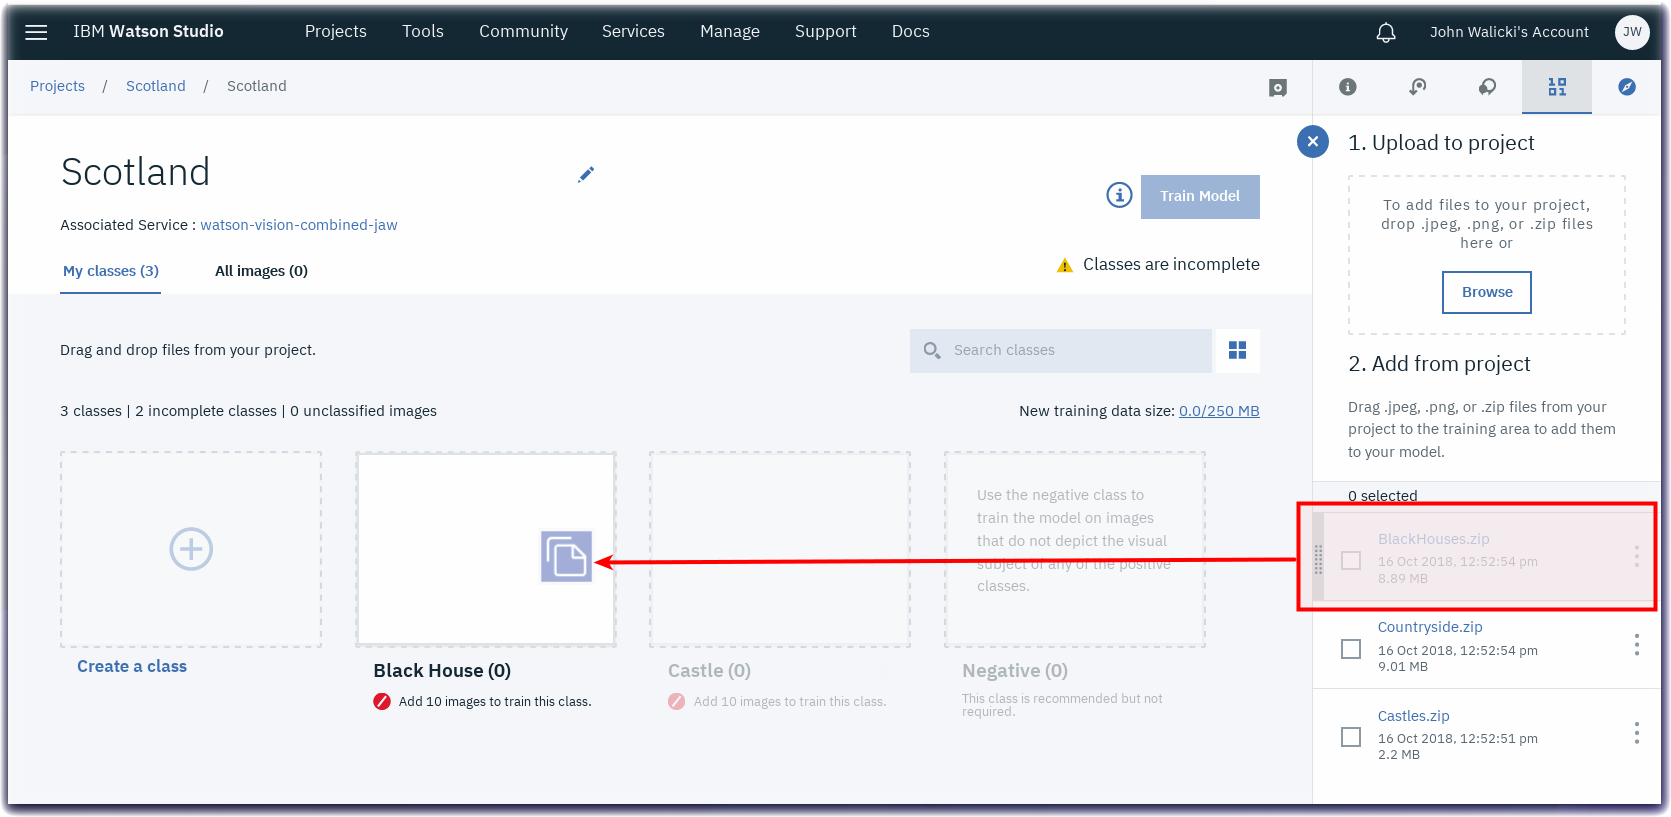 IBM Watson Studio Projects Tools Community Services Manage Support Docs John Walicki's Account JW
Projects / Scotland / Scotland
Scotland
Train Model
Associated Service : watson-vision-combined-jaw
My classes (3) All images (0)
Classes are incomplete
Drag and drop files from your project.
Search classes
3 classes | 2 incomplete classes | 0 unclassified images
New training data size: 0.0/250 MB
Create a class
Black House (0)
Add 10 images to train this class.
Castle (0)
Add 10 images to train this class.
Use the negative class to
train the model on images
that do not depict the visual
subject of any of the positive
classes.
Negative (0)
This class is recommended but not
required.
1. Upload to project
To add files to your project,
drop .jpeg, .png, or .zip files
here or
Browse
2. Add from project
Drag .jpeg, .png, or .zip files from your
project to the training area to add them
to your model.
0 selected
BlackHouses.zip
16 Oct 2018, 12:52:54 pm
8.89 MB
Countryside.zip
16 Oct 2018, 12:52:54 pm
9.01 MB
Castles.zip
16 Oct 2018, 12:52:51 pm
2.2 MB